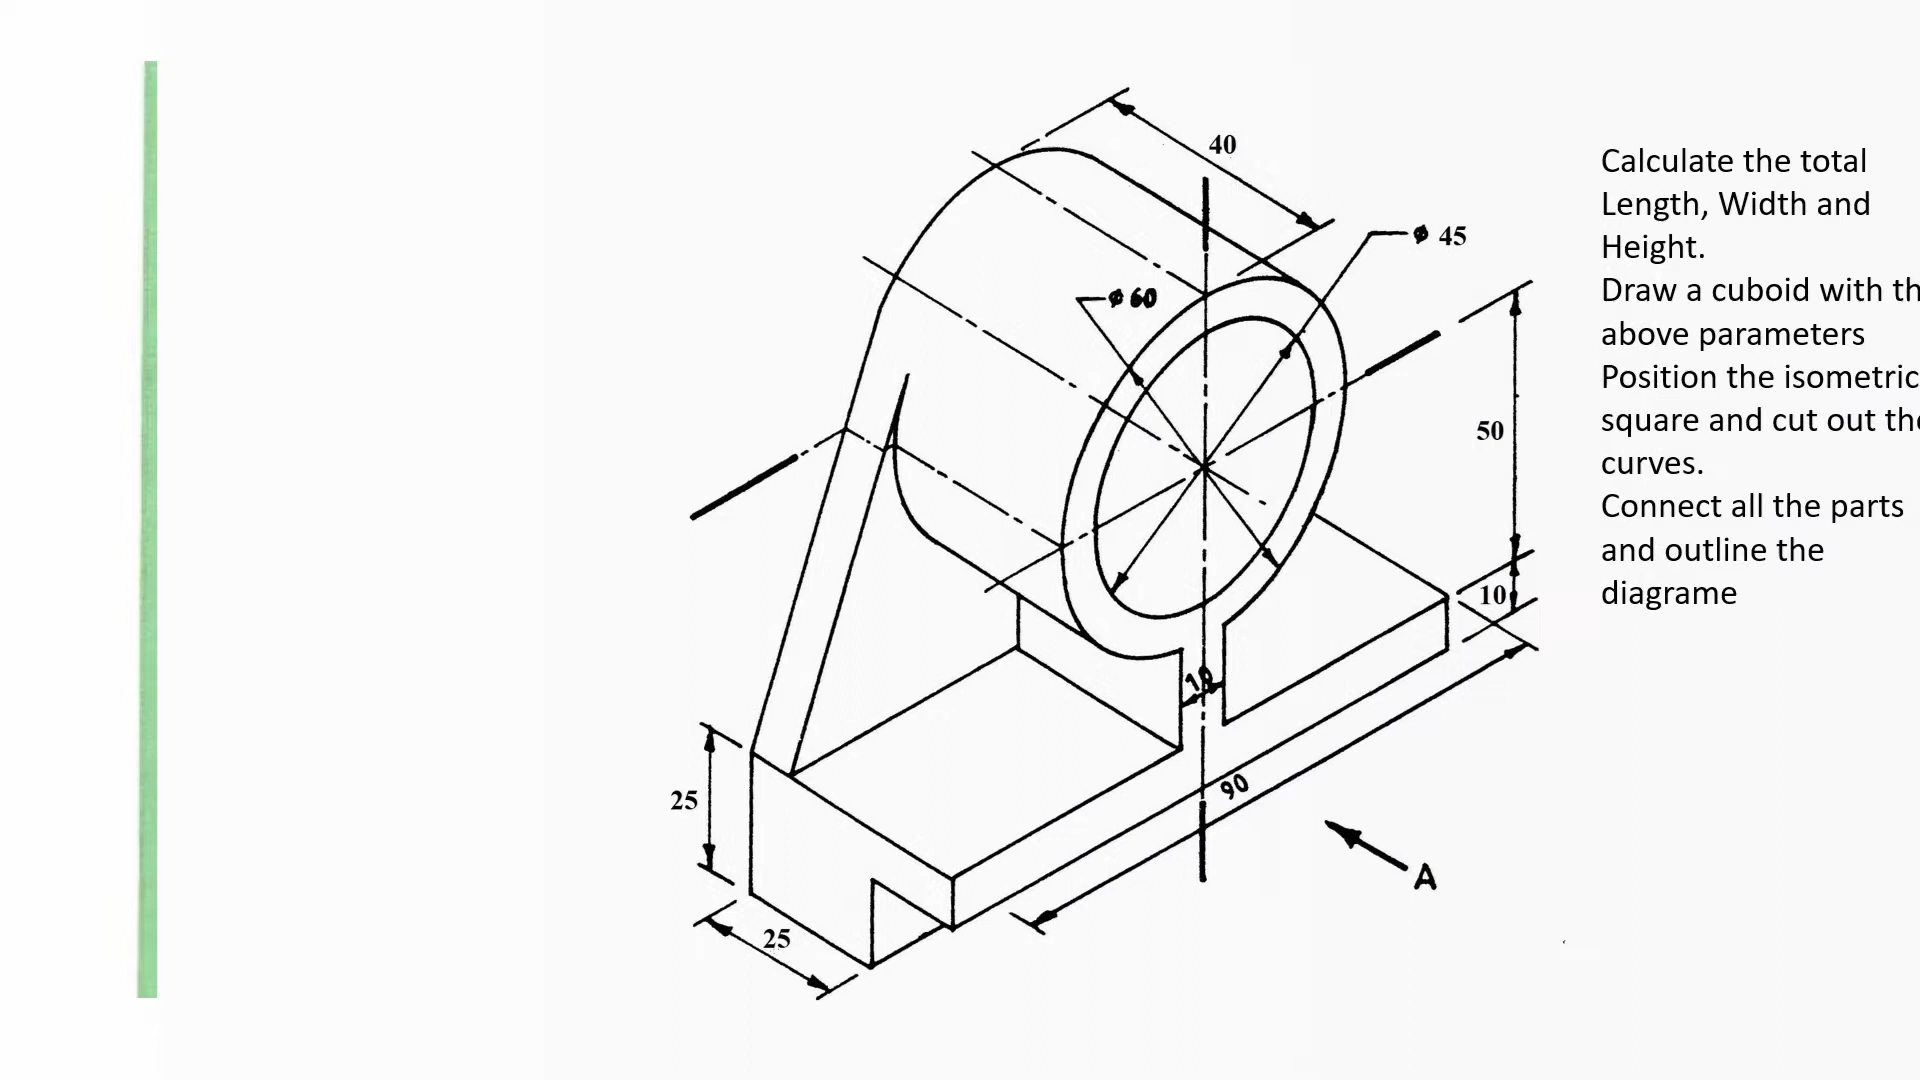 40
ø 45
ø 60
50
10
10
90
25
25
A
Calculate the total
Length, Width and
Height.
Draw a cuboid with th
above parameters
Position the isometric
square and cut out the
curves.
Connect all the parts
and outline the
diagrame